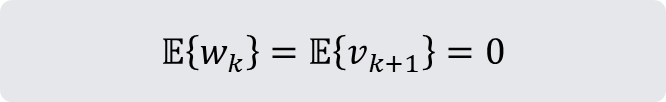 𝔼{w_k} = 𝔼{v_{k+1}} = 0